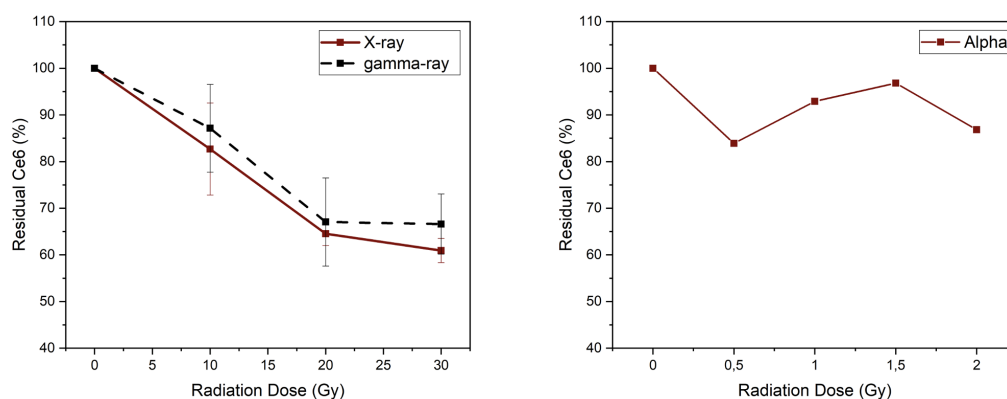 110
100
90
80
70
60
50
40
Residual Ce6 (%)
X-ray
gamma-ray
0 5 10 15 20 25 30
Radiation Dose (Gy)
110
100
90
80
70
60
50
40
Residual Ce6 (%)
Alpha
0 0,5 1 1,5 2
Radiation Dose (Gy)